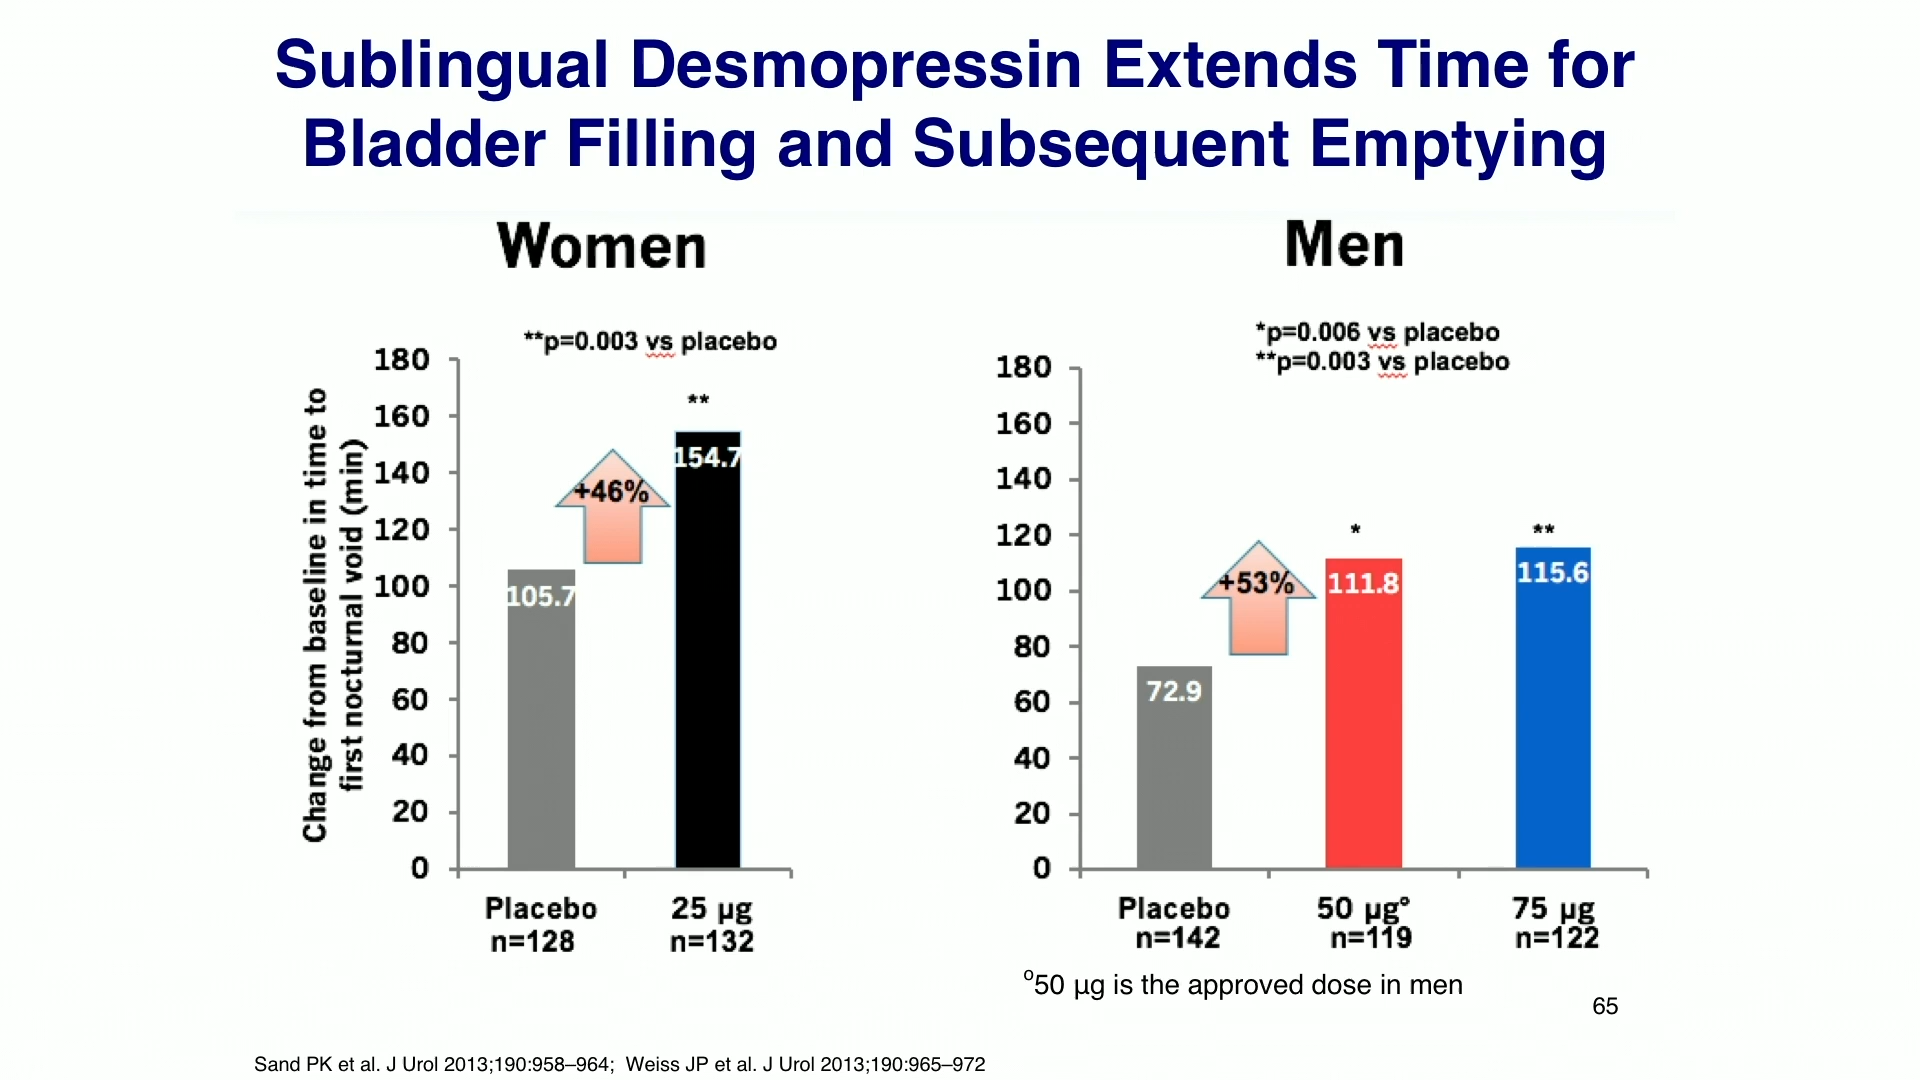 Sublingual Desmopressin Extends Time for
Bladder Filling and Subsequent Emptying
Women
**p=0.003 vs placebo
Change from baseline in time to
first nocturnal void (min)
180
160
140
120
100
80
60
40
20
0
**
154.7
+46%
105.7
Placebo
n=128
25 µg
n=132
Men
*p=0.006 vs placebo
**p=0.003 vs placebo
180
160
140
120
100
80
60
40
20
0
*
**
+53%
111.8
115.6
72.9
Placebo
n=142
50 µg°
n=119
75 µg
n=122
°50 µg is the approved dose in men
65
Sand PK et al. J Urol 2013;190:958–964; Weiss JP et al. J Urol 2013;190:965–972